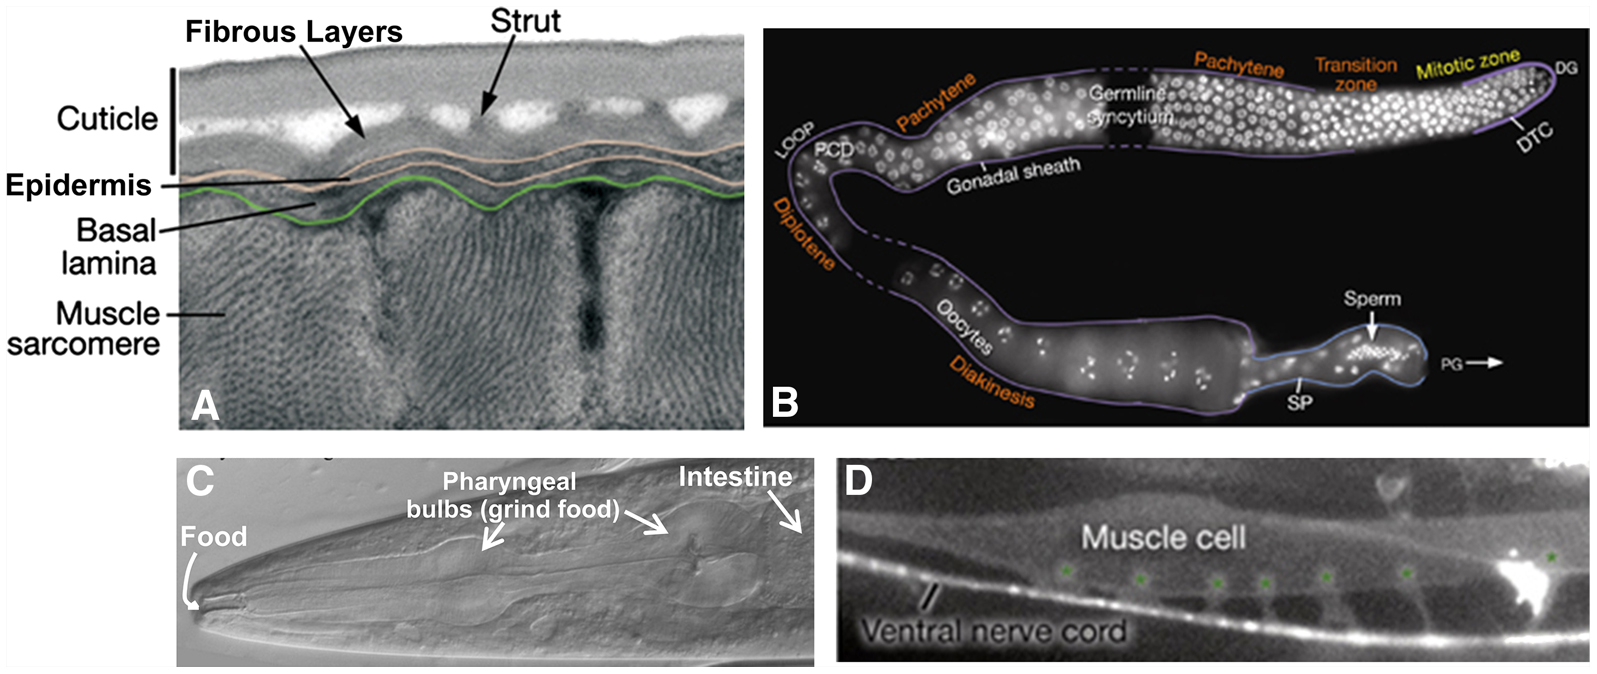 Fibrous Layers
Strut
Cuticle
Epidermis
Basal
lamina
Muscle
sarcomere
A
Pachytene
Pachytene
Transition
zone
Mitotic zone
DG
Germline
syncytium
LOOP
PCD
Gonadal sheath
DTC
Diplotene
Oocytes
Diakinesis
Sperm
SP
PG
B
C
Pharyngeal
bulbs (grind food)
Intestine
Food
D
Muscle cell
Ventral nerve cord